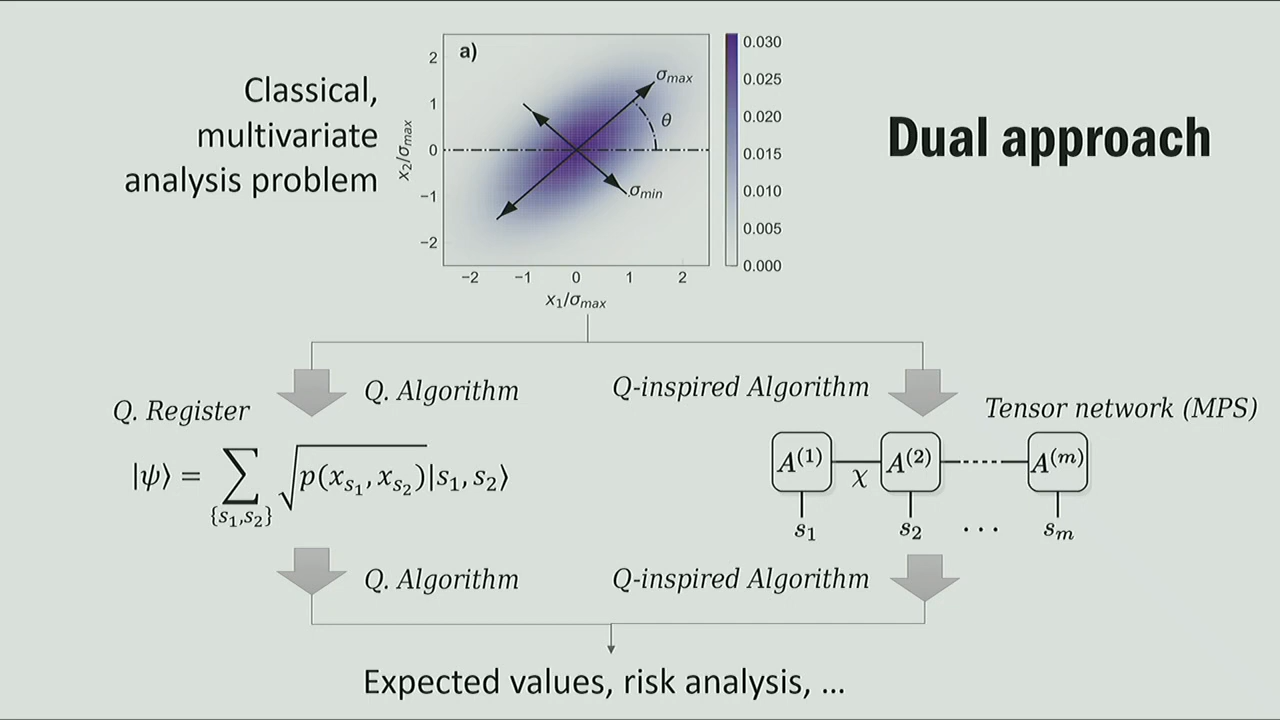 Classical,
multivariate
analysis problem
a)
σmax
θ
σmin
2
1
0
−1
−2
x2/σmax
−2 −1 0 1 2
x1/σmax
0.030
0.025
0.020
0.015
0.010
0.005
0.000
Dual approach
Q. Algorithm
Q-inspired Algorithm
Q. Register
Tensor network (MPS)
|ψ⟩ = ∑{s1,s2} √p(xs1, xs2)|s1, s2⟩
A(1) χ A(2) A(m)
s1 s2 ... sm
Q. Algorithm
Q-inspired Algorithm
Expected values, risk analysis, ...